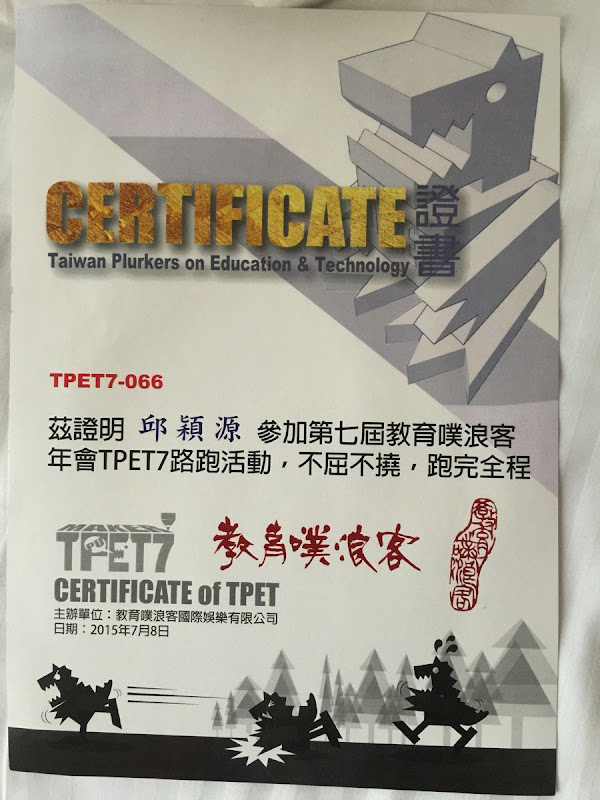 CERTIFICATE 證書
Taiwan Plurkers on Education & Technology
TPET7-066
茲證明 邱穎源 參加第七屆教育噗浪客
年會TPET7路跑活動，不屈不撓，跑完全程
MAKER
TPET7
PU
教育噗浪客
CERTIFICATE of TPET
主辦單位：教育噗浪客國際娛樂有限公司
日期：2015年7月8日